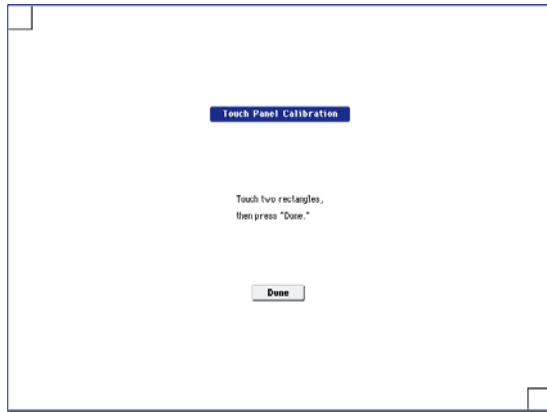 Touch Panel Calibration
Touch two rectangles,
then press "Done."
Done